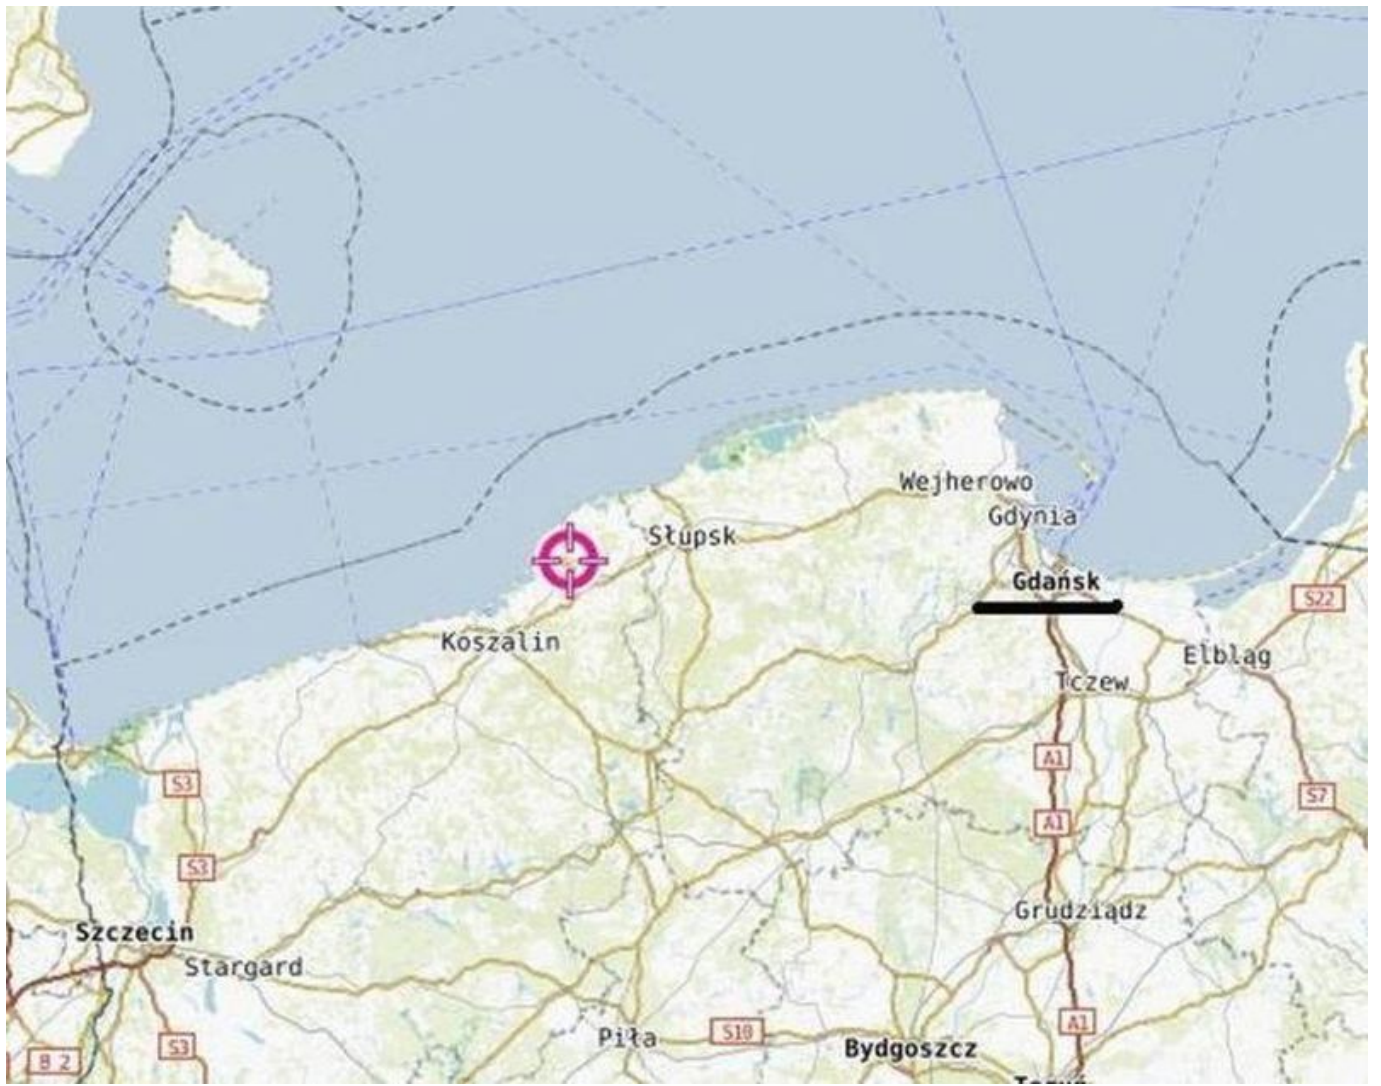 Wejherowo
Gdynia
Słupsk
Gdańsk
S22
Koszalin
Elbląg
Tczew
A1
S3
S7
A1
S3
Grudziądz
Szczecin
Stargard
A1
S10
Piła
S3
Bydgoszcz
B 2